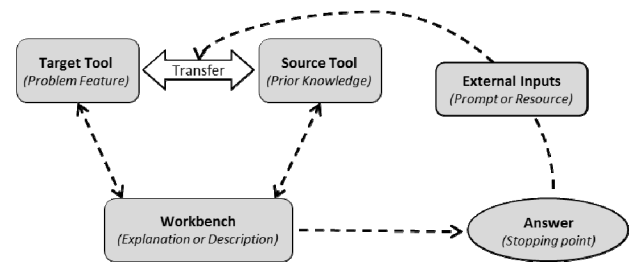 Target Tool
(Problem Feature)
Transfer
Source Tool
(Prior Knowledge)
External Inputs
(Prompt or Resource)
Workbench
(Explanation or Description)
Answer
(Stopping point)